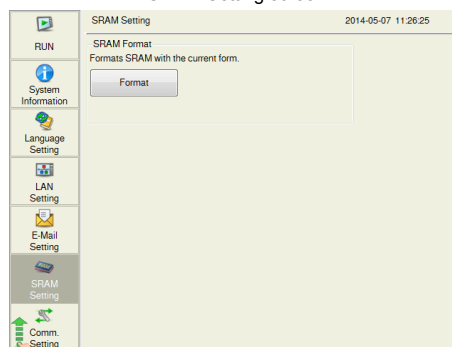 SRAM Setting 2014-05-07 11:26:25
RUN
SRAM Format
Formats SRAM with the current form.
Format
System
Information
Language
Setting
LAN
Setting
E-Mail
Setting
SRAM
Setting
Comm.
Setting